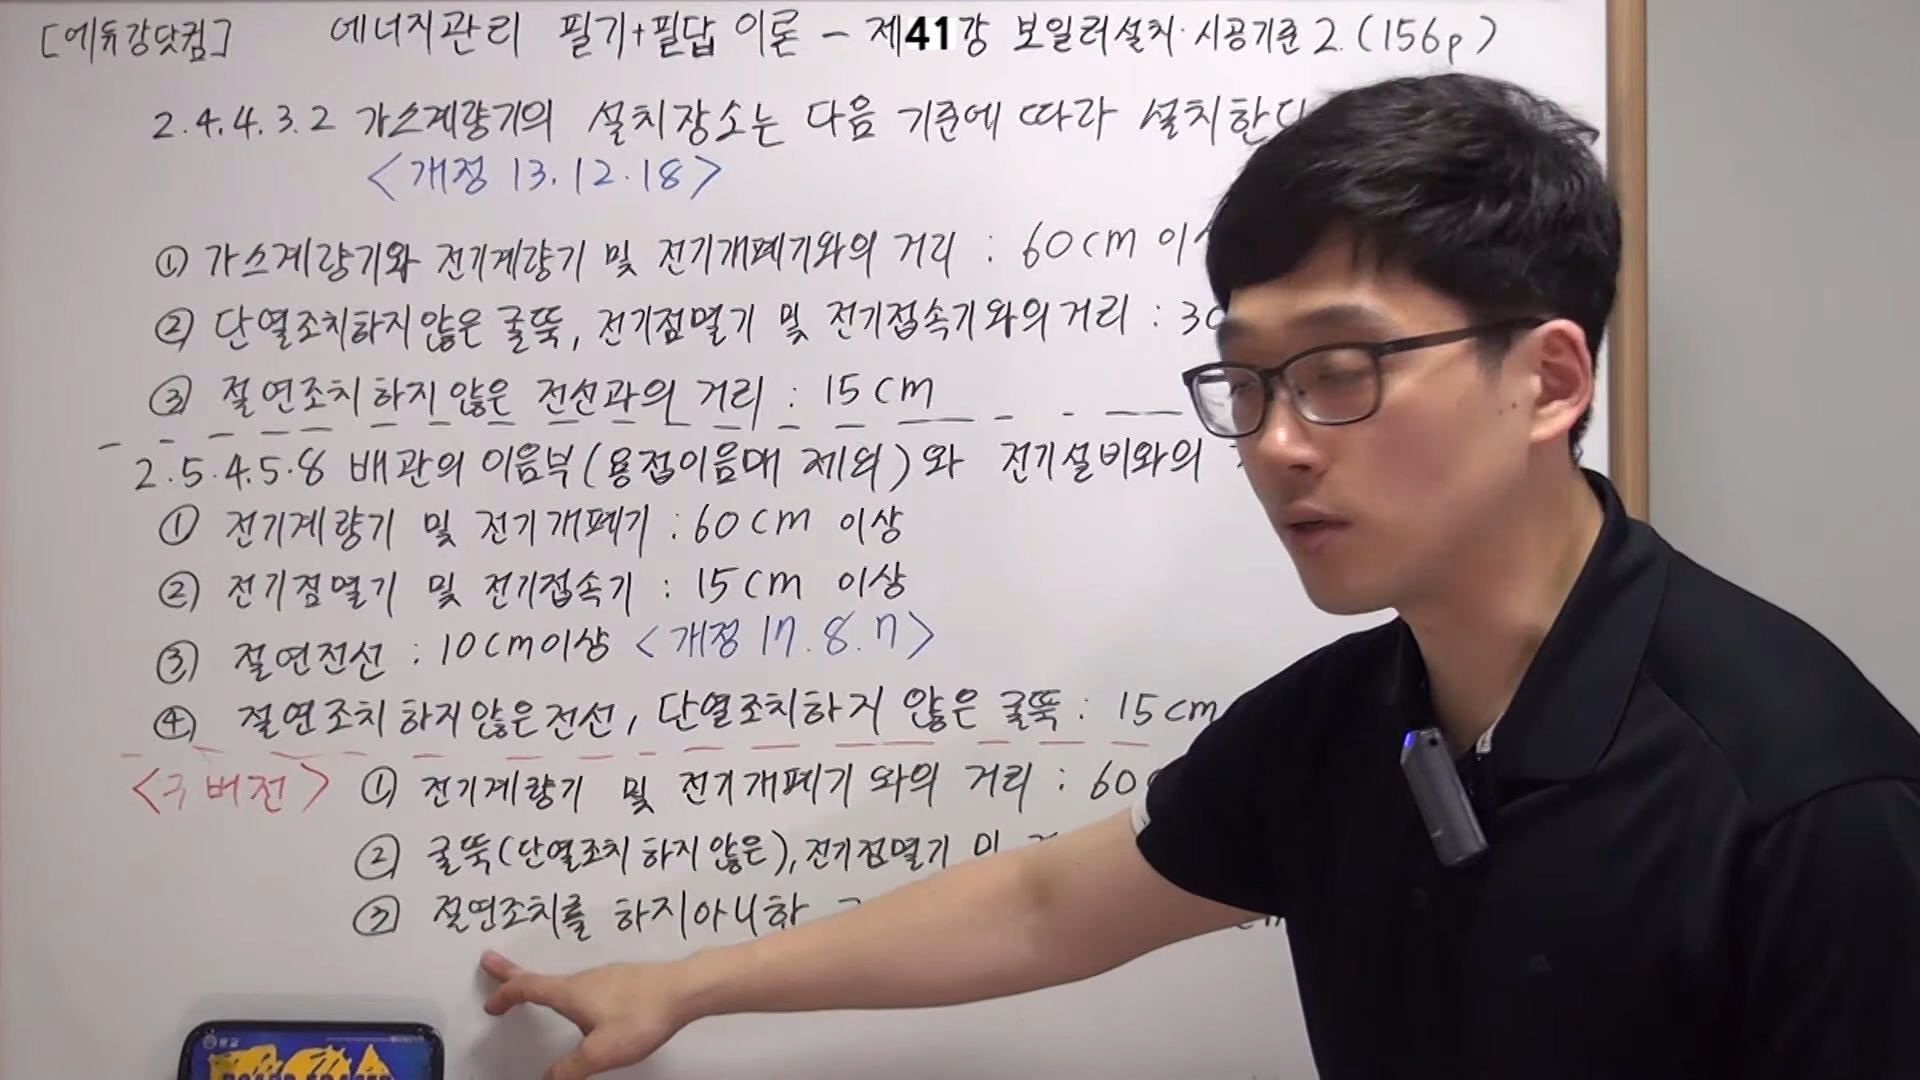 [에듀강닷컴] 에너지관리 필기+필답 이론 - 제41강 보일러설치·시공기준 2. (156p)
2.4.4.3.2 가스계량기의 설치장소는 다음 기준에 따라 설치한다
<개정 13.12.18>
① 가스계량기와 전기계량기 및 전기개폐기와의 거리 : 60cm 이상
② 단열조치하지않은 굴뚝, 전기점멸기 및 전기접속기와의거리 : 30
③ 절연조치하지않은 전선과의 거리 : 15cm
2.5.4.5.8 배관의 이음부(용접이음매 제외)와 전기설비와의
① 전기계량기 및 전기개폐기 : 60cm 이상
② 전기점멸기 및 전기접속기 : 15cm 이상
③ 절연전선 : 10cm이상 <개정 17.8.7>
④ 절연조치하지않은전선, 단열조치하지 않은 굴뚝 : 15cm
<구버전> ① 전기계량기 및 전기개폐기와의 거리 : 60
② 굴뚝(단열조치하지않은), 전기점멸기 및
③ 절연조치를 하지아니한